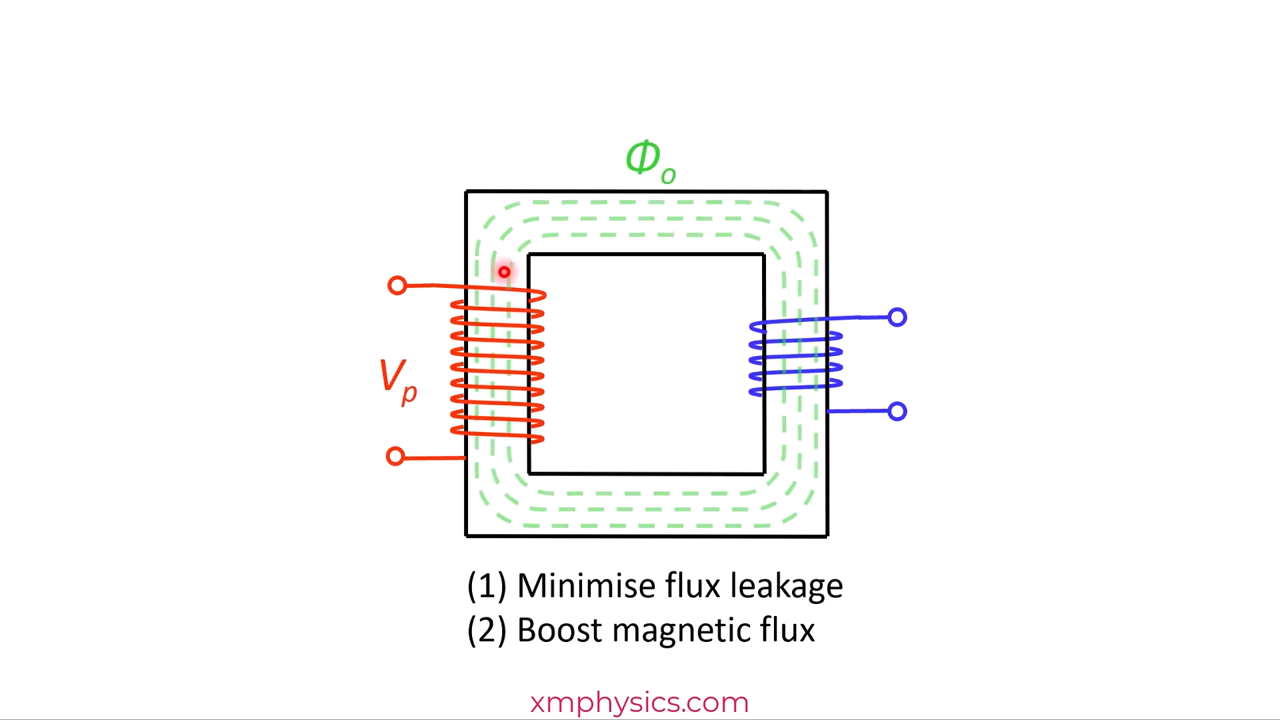 Φo
Vp
(1) Minimise flux leakage
(2) Boost magnetic flux
xmphysics.com